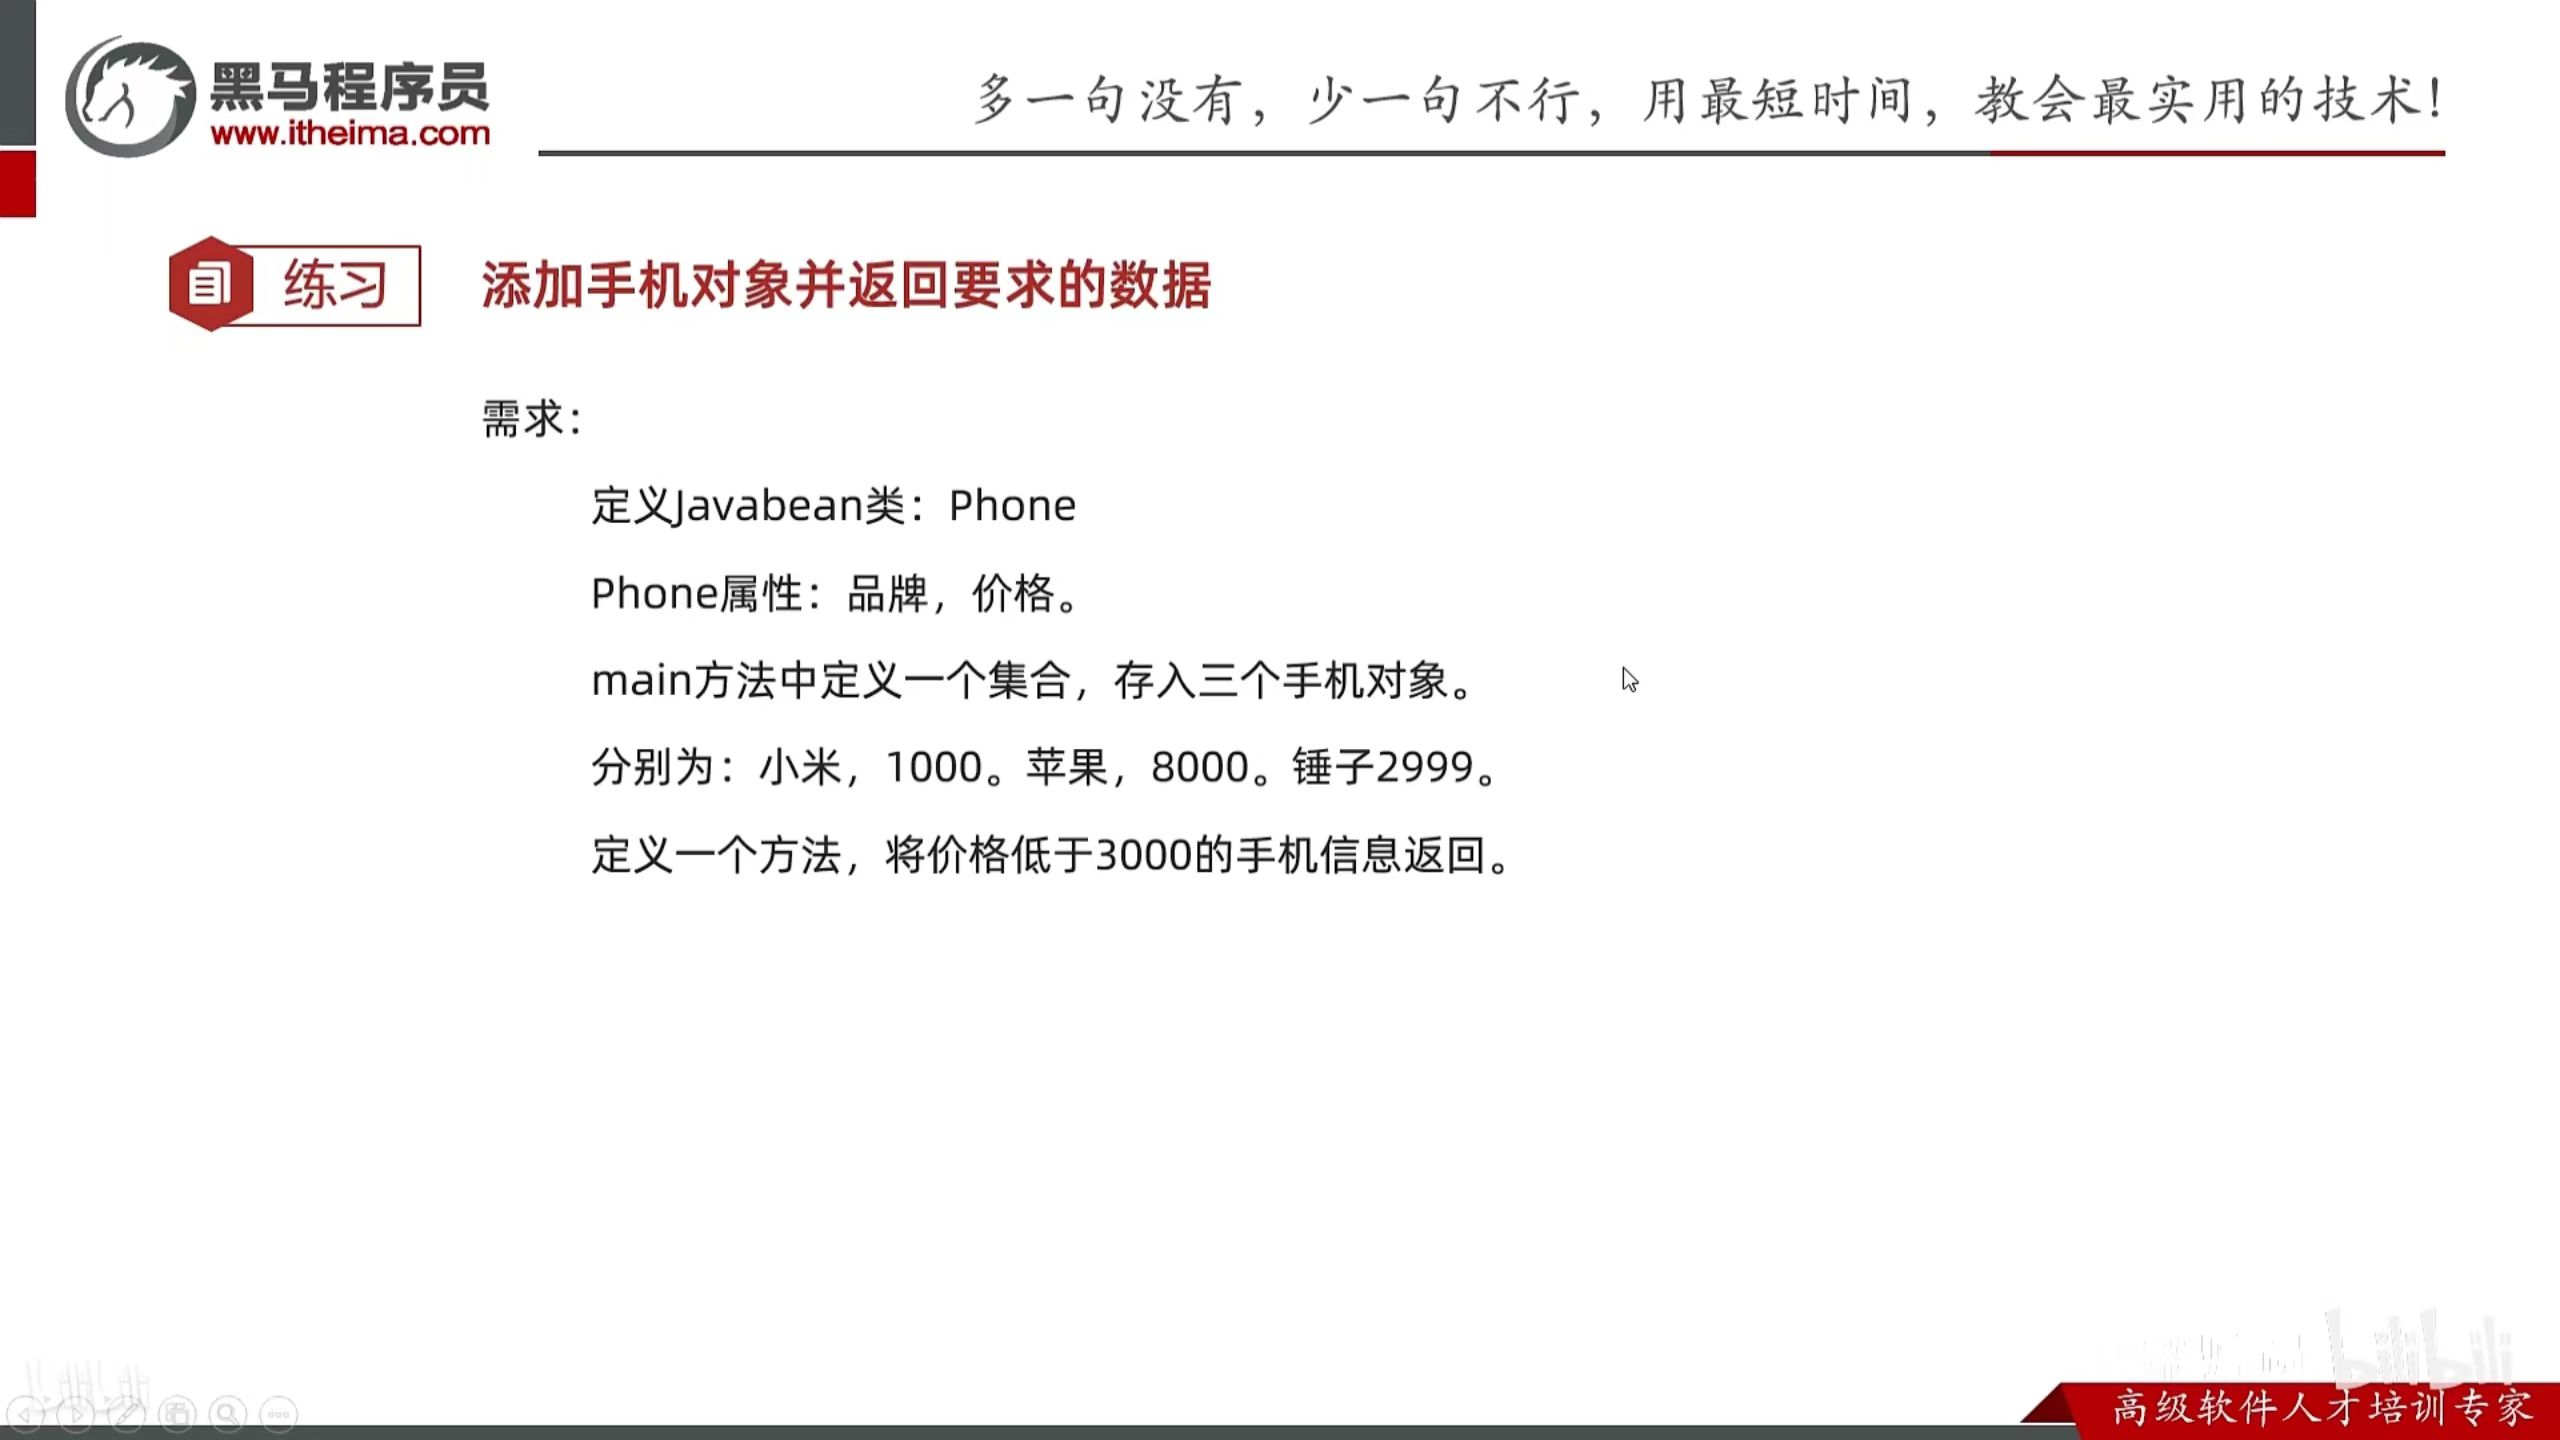 黑马程序员
www.itheima.com
多一句没有，少一句不行，用最短时间，教会最实用的技术！
练习
添加手机对象并返回要求的数据
需求：
定义Javabean类：Phone
Phone属性：品牌，价格。
main方法中定义一个集合，存入三个手机对象。
分别为：小米，1000。苹果，8000。锤子2999。
定义一个方法，将价格低于3000的手机信息返回。
bilibili
高级软件人才培训专家